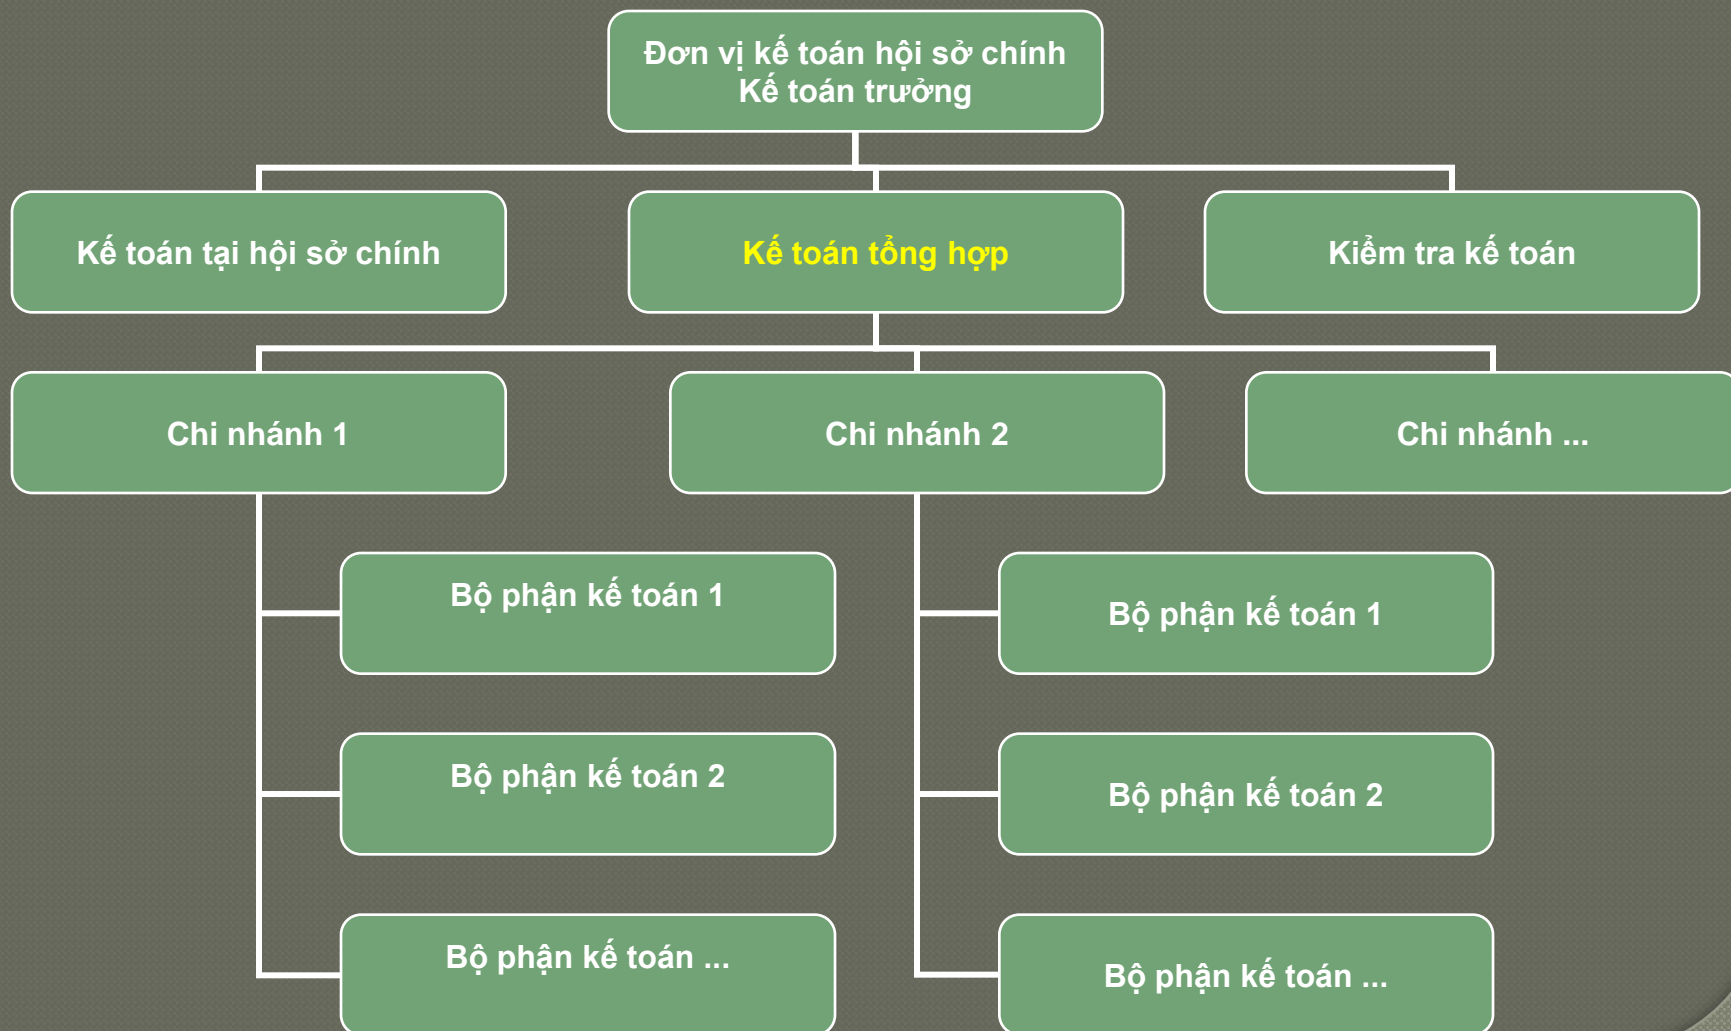 Đơn vị kế toán hội sở chính
Kế toán trưởng
Kế toán tại hội sở chính
Kế toán tổng hợp
Kiểm tra kế toán
Chi nhánh 1
Chi nhánh 2
Chi nhánh ...
Bộ phận kế toán 1
Bộ phận kế toán 1
Bộ phận kế toán 2
Bộ phận kế toán 2
Bộ phận kế toán ...
Bộ phận kế toán ...